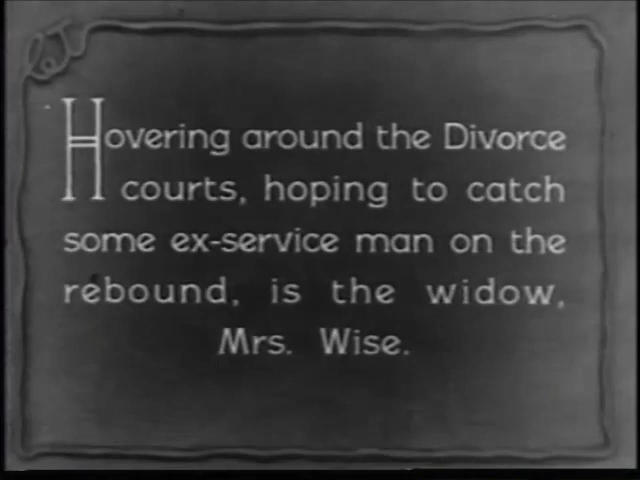 Hovering around the Divorce
courts, hoping to catch
some ex-service man on the
rebound, is the widow,
Mrs. Wise.